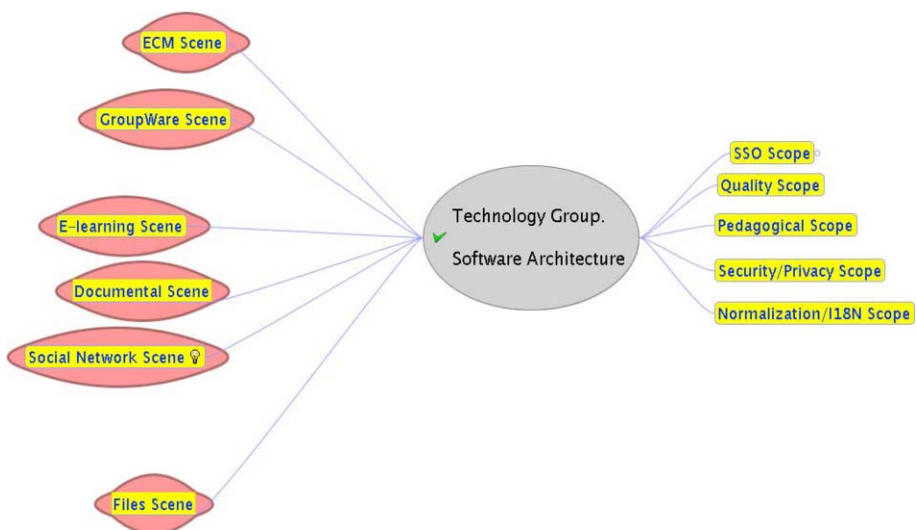 ECM Scene
GroupWare Scene
E-learning Scene
Documental Scene
Social Network Scene
Files Scene
Technology Group.
Software Architecture
SSO Scope
Quality Scope
Pedagogical Scope
Security/Privacy Scope
Normalization/I18N Scope